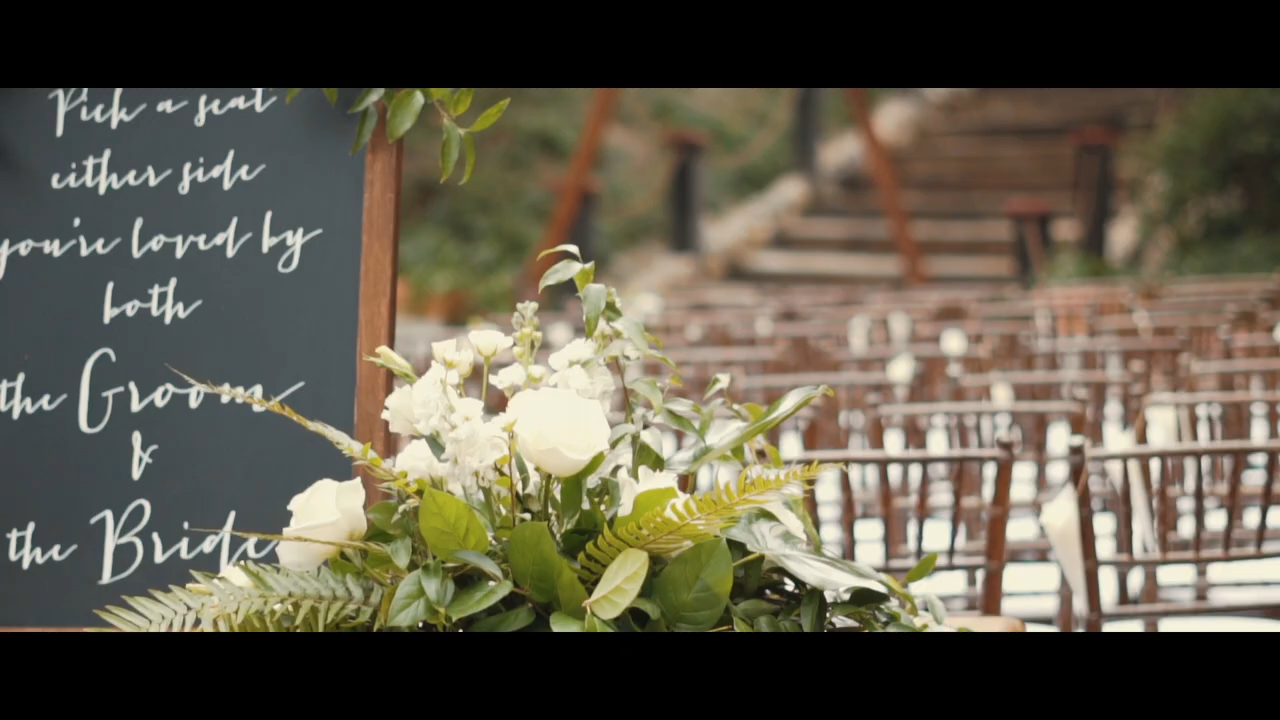 Pick a seat
either side
you're loved by
both
the Groom
&
the Bride